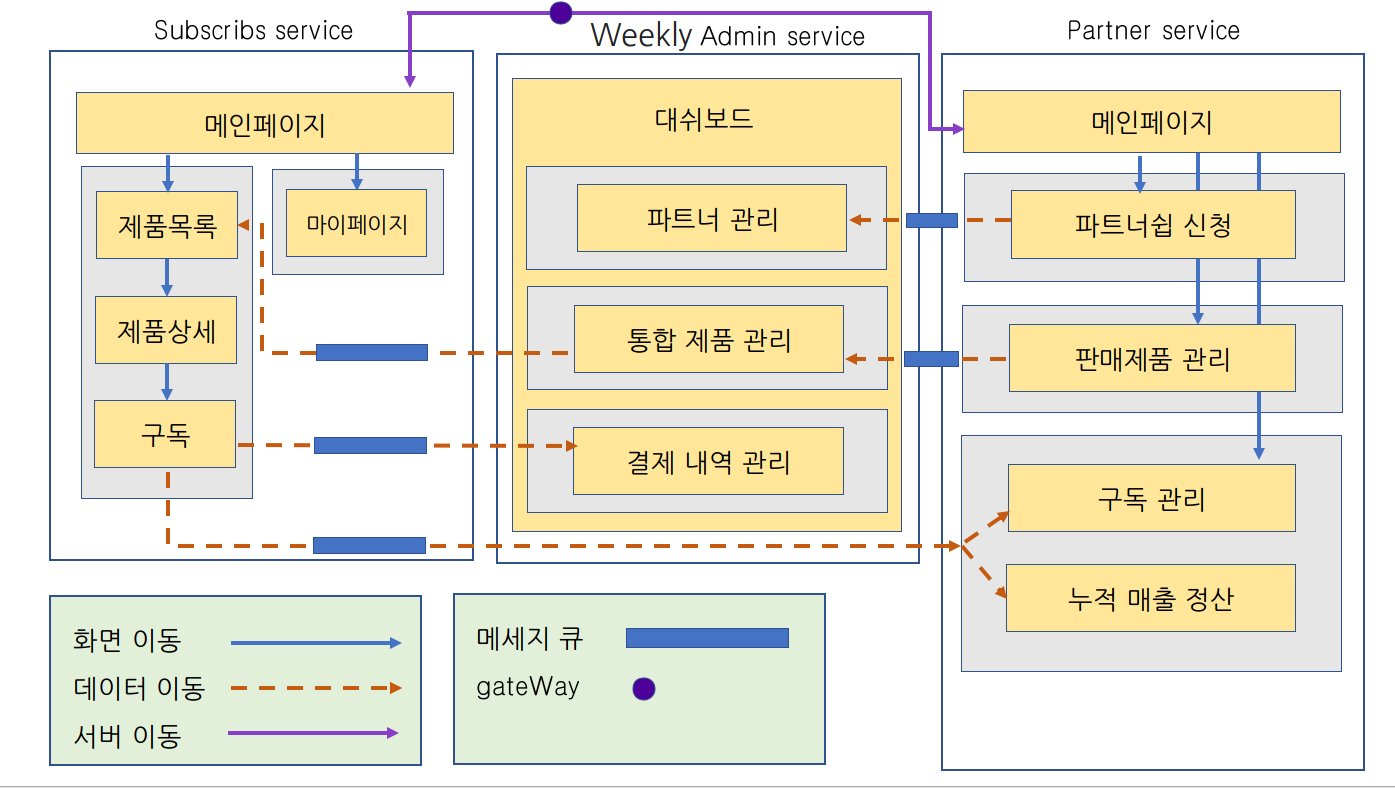 Subscribs service
Weekly Admin service
Partner service
메인페이지
제품목록
마이페이지
제품상세
구독
대쉬보드
파트너 관리
통합 제품 관리
결제 내역 관리
메인페이지
파트너쉽 신청
판매제품 관리
구독 관리
누적 매출 정산
화면 이동
데이터 이동
서버 이동
메세지 큐
gateWay